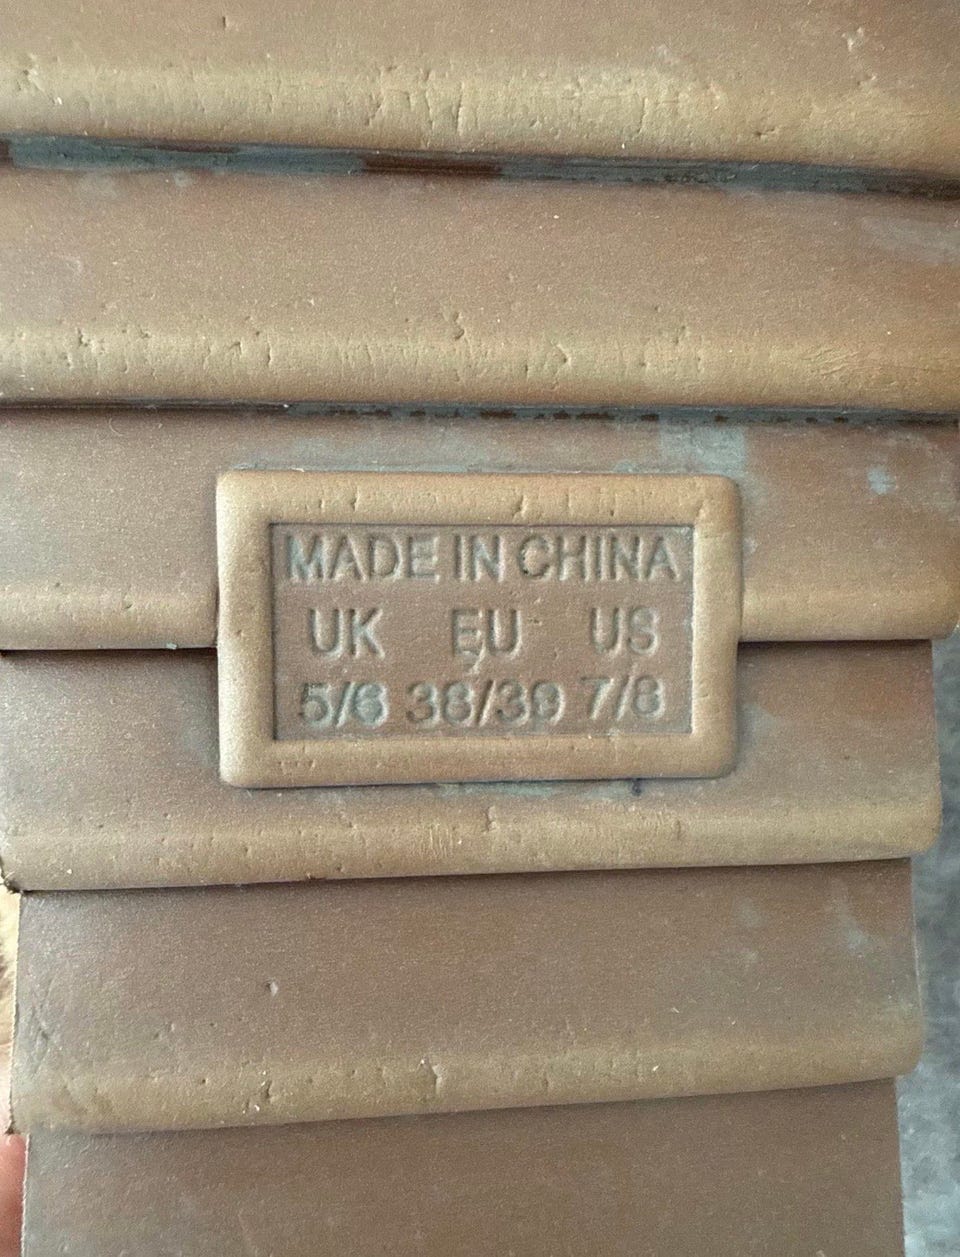 MADE IN CHINA
UK EU US
5/6 38/39 7/8